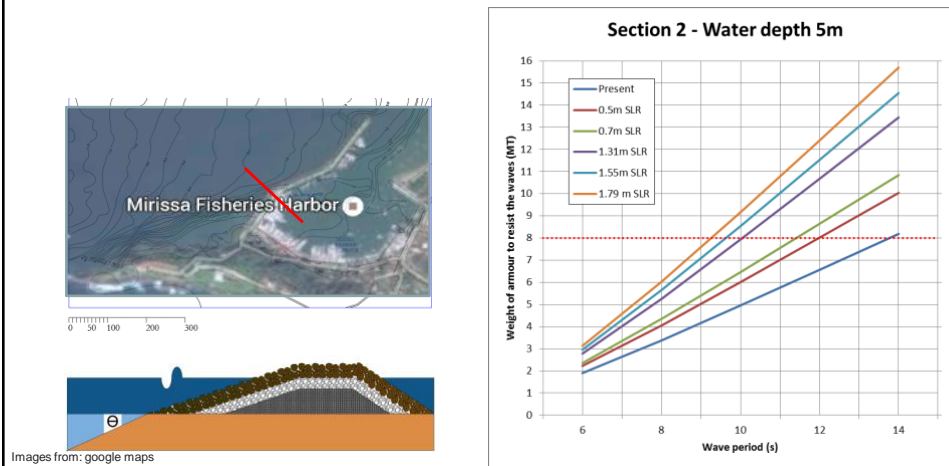 Mirissa Fisheries Harbor
0 50 100 200 300
Θ
Images from: google maps
Section 2 - Water depth 5m
Weight of armour to resist the waves (MT)
16
15
14
13
12
11
10
9
8
7
6
5
4
3
2
1
0
Present
0.5m SLR
0.7m SLR
1.31m SLR
1.55m SLR
1.79 m SLR
6 8 10 12 14
Wave period (s)